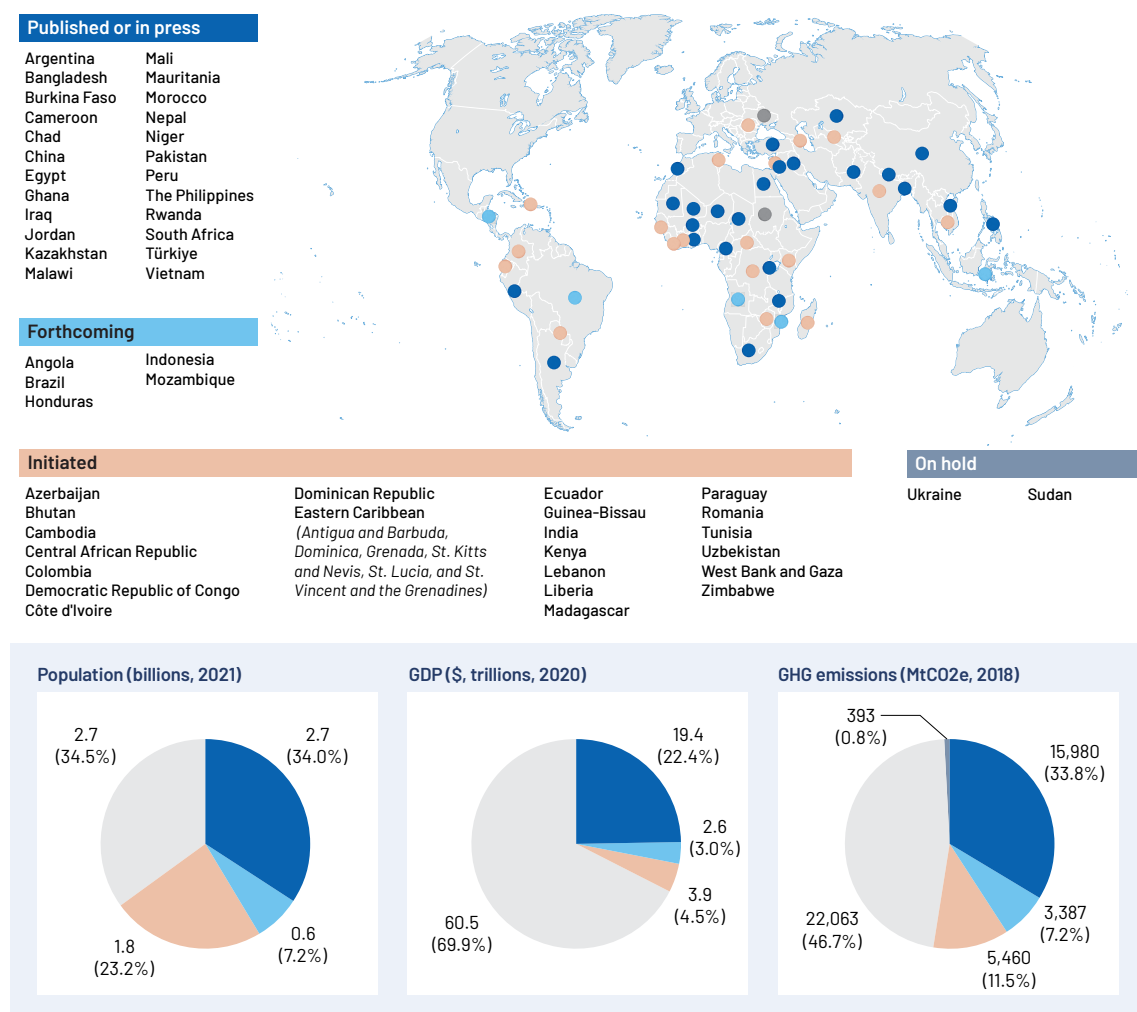 Published or in press
Argentina
Bangladesh
Burkina Faso
Cameroon
Chad
China
Egypt
Ghana
Iraq
Jordan
Kazakhstan
Malawi
Mali
Mauritania
Morocco
Nepal
Niger
Pakistan
Peru
The Philippines
Rwanda
South Africa
Türkiye
Vietnam
Forthcoming
Angola
Brazil
Honduras
Indonesia
Mozambique
Initiated
Azerbaijan
Bhutan
Cambodia
Central African Republic
Colombia
Democratic Republic of Congo
Côte d'Ivoire
Dominican Republic
Eastern Caribbean
(Antigua and Barbuda,
Dominica, Grenada, St. Kitts
and Nevis, St. Lucia, and St.
Vincent and the Grenadines)
Ecuador
Guinea-Bissau
India
Kenya
Lebanon
Liberia
Madagascar
Paraguay
Romania
Tunisia
Uzbekistan
West Bank and Gaza
Zimbabwe
On hold
Ukraine
Sudan
Population (billions, 2021)
2.7
(34.5%)
2.7
(34.0%)
1.8
(23.2%)
0.6
(7.2%)
GDP ($, trillions, 2020)
19.4
(22.4%)
2.6
(3.0%)
3.9
(4.5%)
60.5
(69.9%)
GHG emissions (MtCO2e, 2018)
393
(0.8%)
15,980
(33.8%)
3,387
(7.2%)
5,460
(11.5%)
22,063
(46.7%)